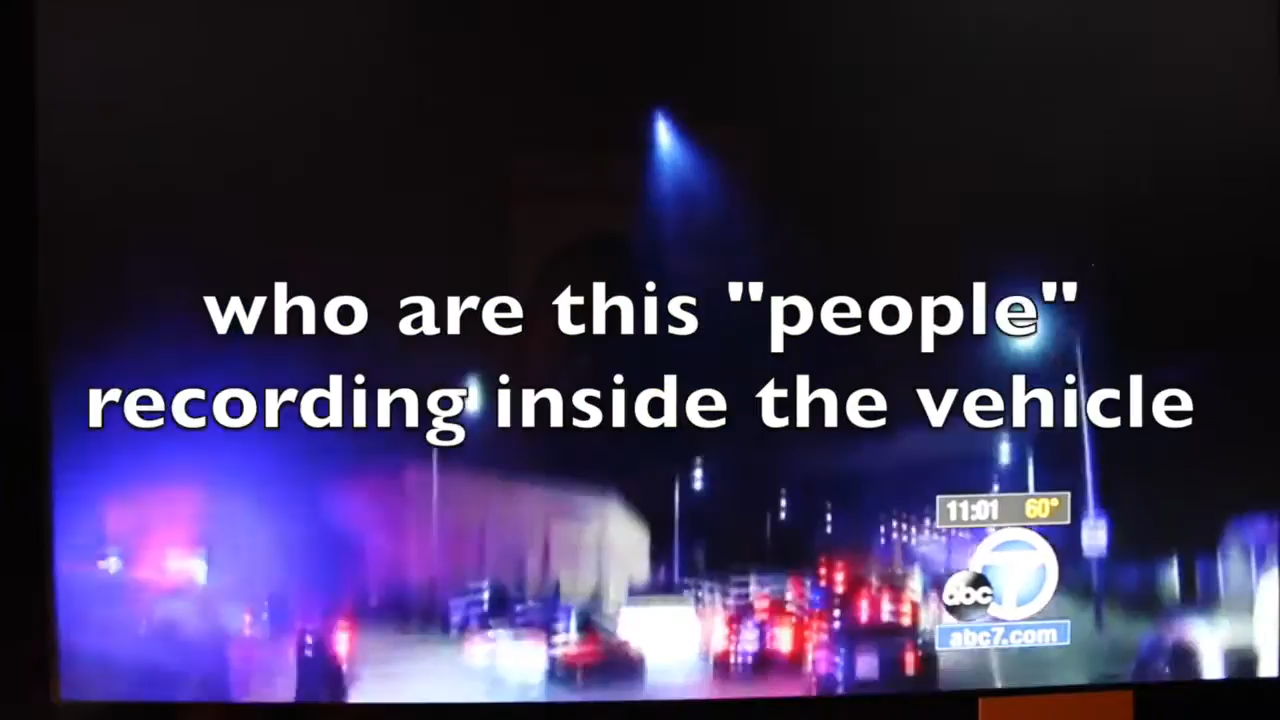 who are this "people"
recording inside the vehicle
11:01 60°
abc 7
abc7.com